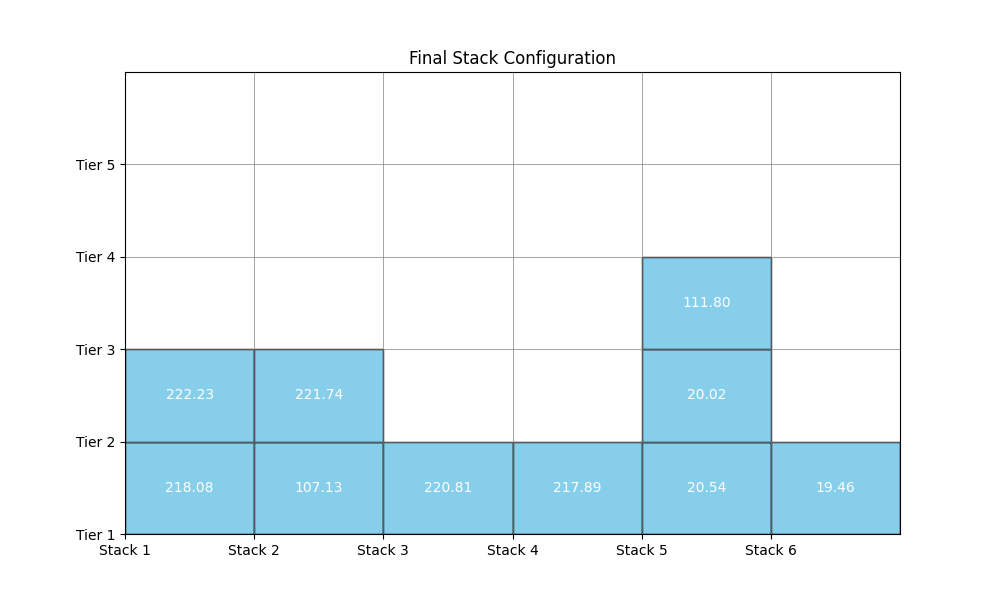 Final Stack Configuration
Tier 5
Tier 4
111.80
Tier 3
222.23 221.74 20.02
Tier 2
218.08 107.13 220.81 217.89 20.54 19.46
Tier 1
Stack 1 Stack 2 Stack 3 Stack 4 Stack 5 Stack 6